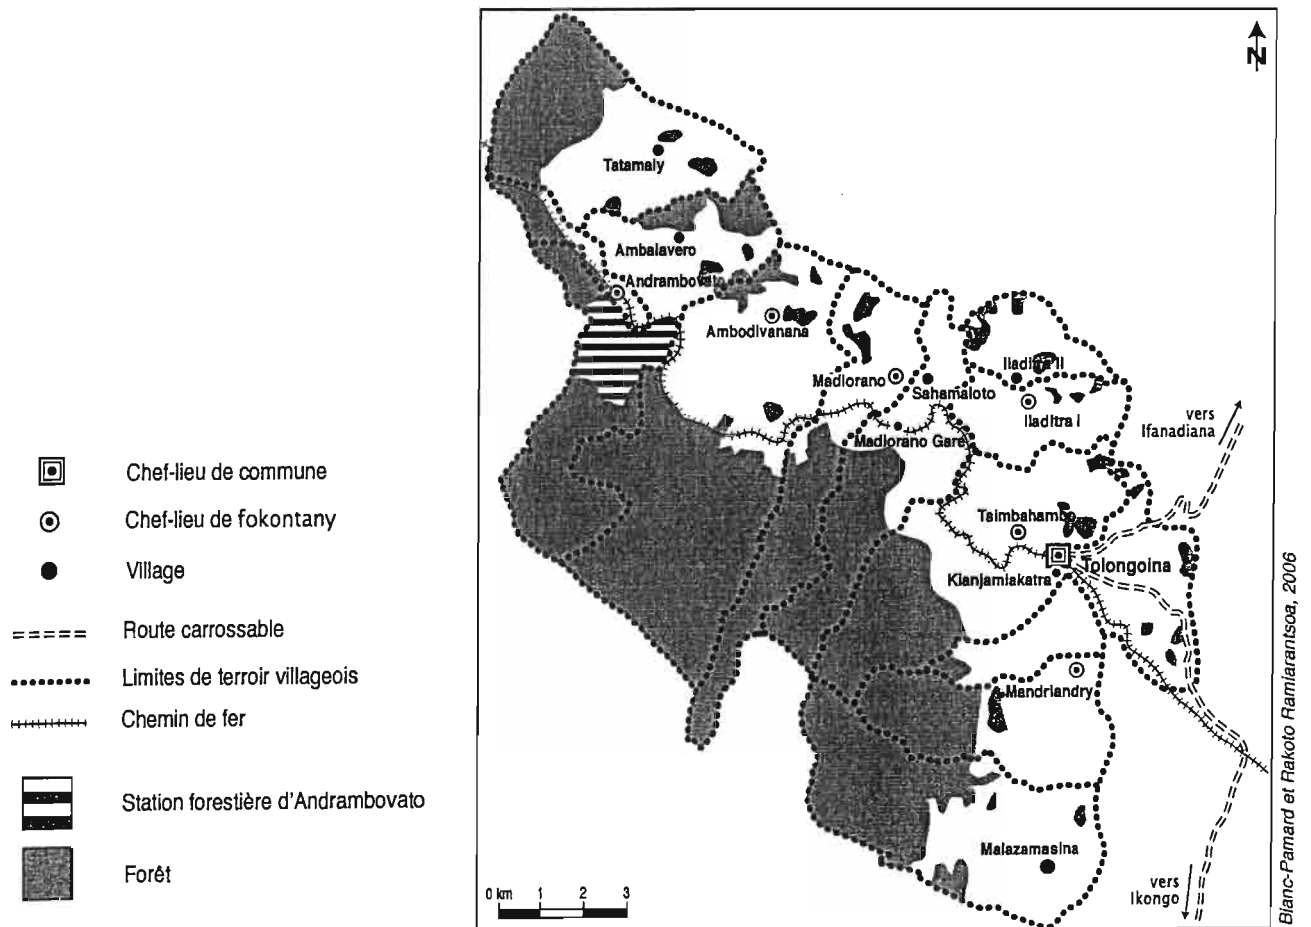 N
Tatamaly
Ambalavero
Andrambovato
Ambodivanana
Madiorano
Sahamaloto
Iladitra II
Iladitra I
Madiorano Gare
vers
Ifanadiana
Tsimbahambo
Tolongoina
Kianjamiakatra
Mandriandry
Malazamasina
vers
Ikongo
0 km 1 2 3
Chef-lieu de commune
Chef-lieu de fokontany
Village
Route carrossable
Limites de terroir villageois
Chemin de fer
Station forestière d'Andrambovato
Forêt
Blanc-Pamard et Rakoto Ramiarantsoa, 2006